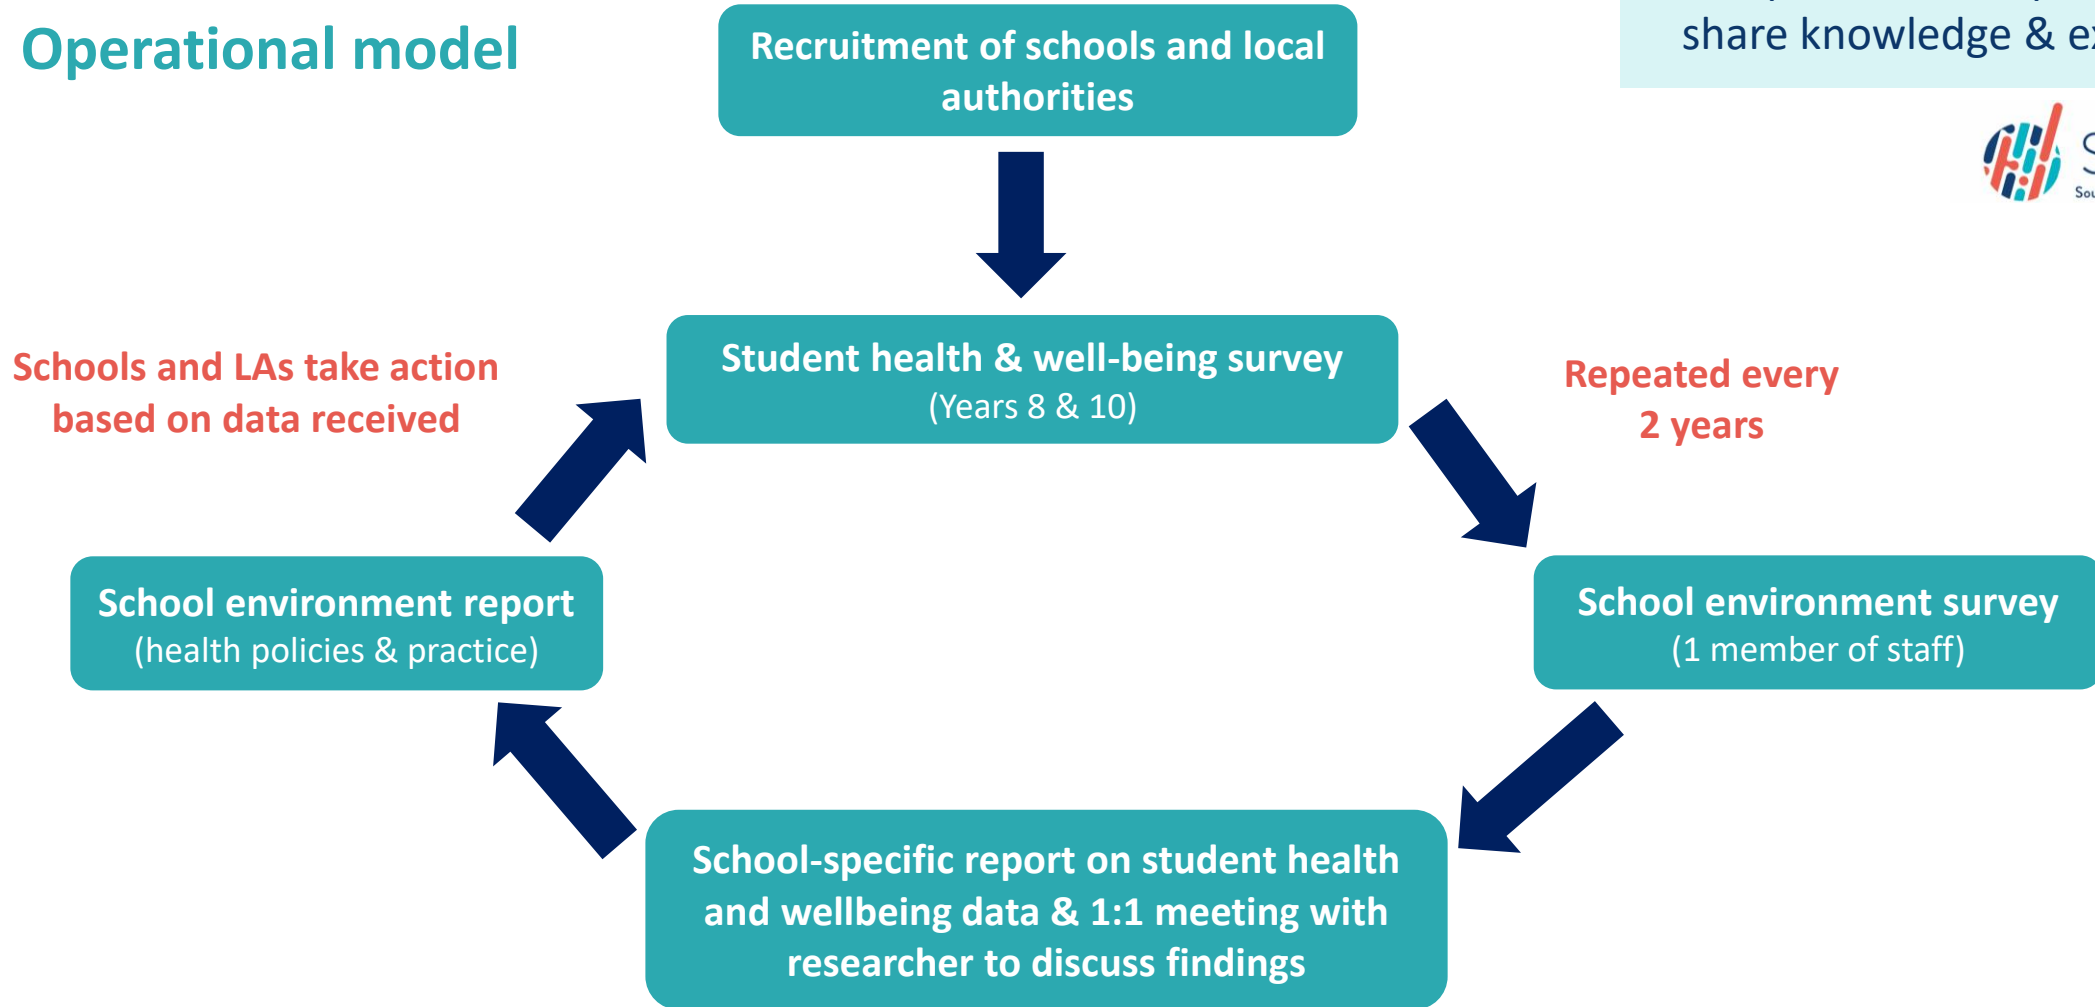 Operational model
Recruitment of schools and local
authorities
share knowledge &
Schools and LAs take action
based on data received
Student health & well-being survey
(Years 8 & 10)
Repeated every
2 years
School environment report
(health policies & practice)
School environment survey
(1 member of staff)
School-specific report on student health
and wellbeing data & 1:1 meeting with
researcher to discuss findings